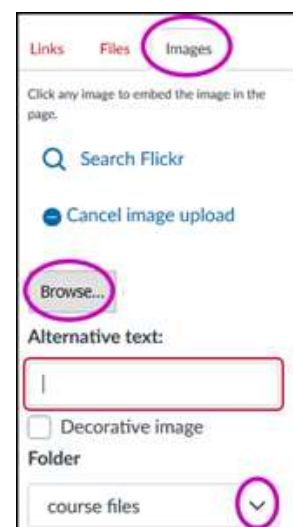 Links Files Images
Click any image to embed the image in the
page.
Search Flickr
Cancel image upload
Browse...
Alternative text:
Decorative image
Folder
course files